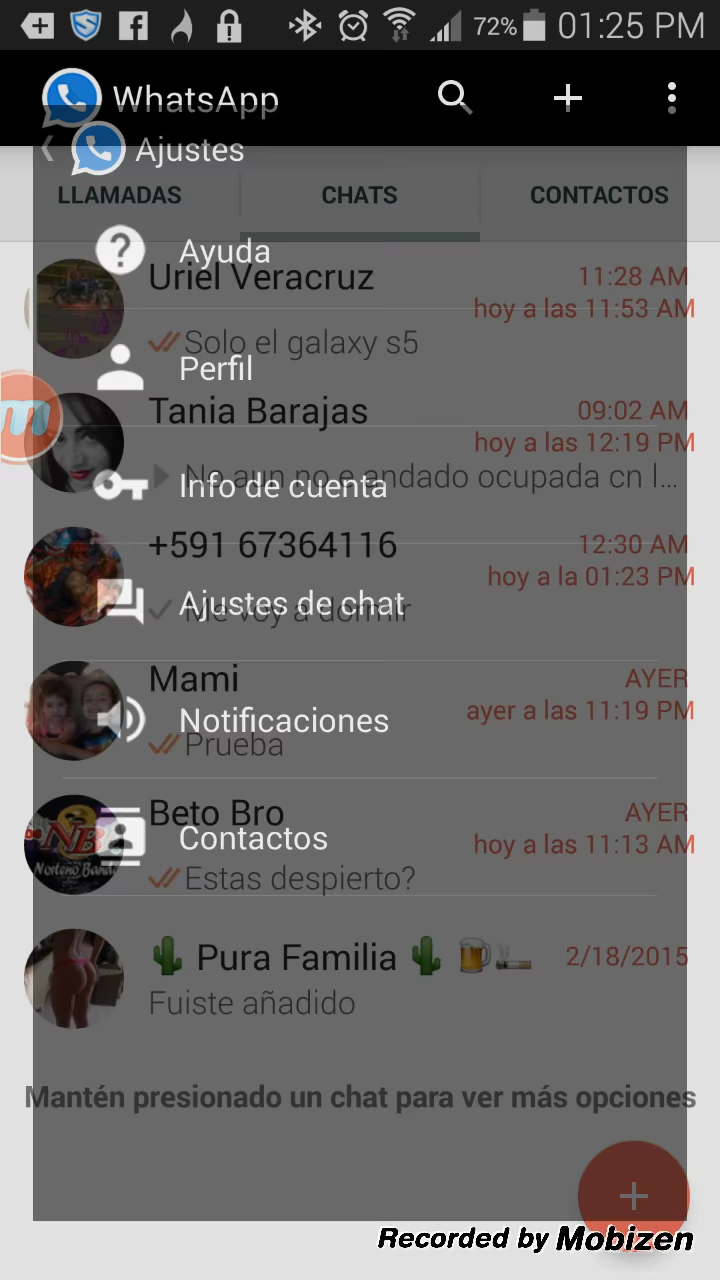 72% 01:25 PM
WhatsApp
Ajustes
LLAMADAS CHATS CONTACTOS
Ayuda
Uriel Veracruz 11:28 AM
hoy a las 11:53 AM
Solo el galaxy s5
Perfil
Tania Barajas 09:02 AM
hoy a las 12:19 PM
No aun no e andado ocupada cn l...
Info de cuenta
+591 67364116 12:30 AM
hoy a la 01:23 PM
Ajustes de chat
Me voy a dormir
Mami AYER
ayer a las 11:19 PM
Notificaciones
Prueba
Beto Bro AYER
hoy a las 11:13 AM
Contactos
NB
Norteño Banda
Estas despierto?
🌵 Pura Familia 🌵 🍺🚬 2/18/2015
Fuiste añadido
Mantén presionado un chat para ver más opciones
Recorded by Mobizen